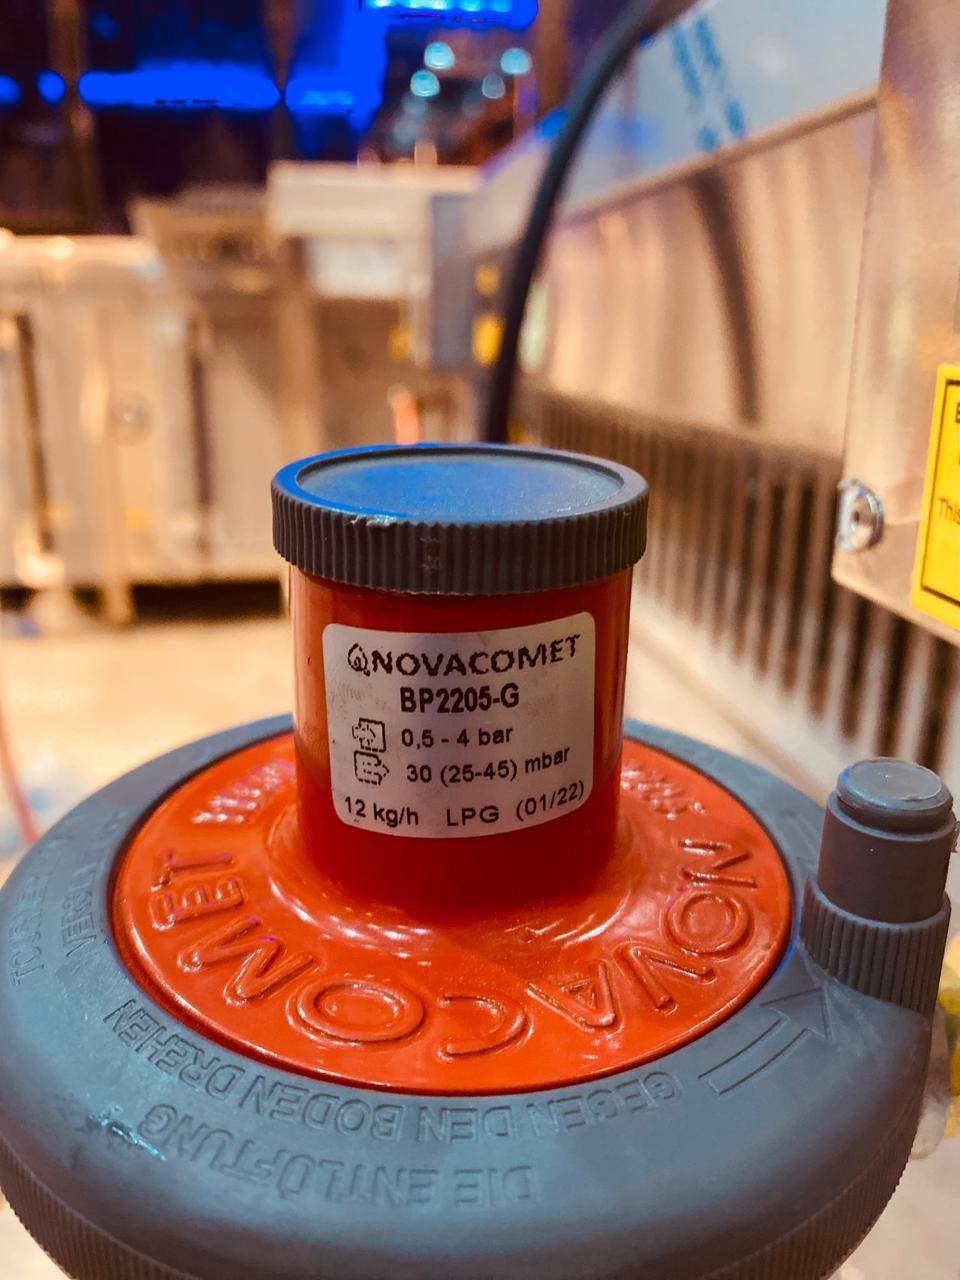 NOVACOMET
BP2205-G
0,5 - 4 bar
30 (25-45) mbar
12 kg/h LPG (01/22)
NOVACOMET
DIE ENTLÜFTUNG
GEGEN DEN BODEN DREHEN
This